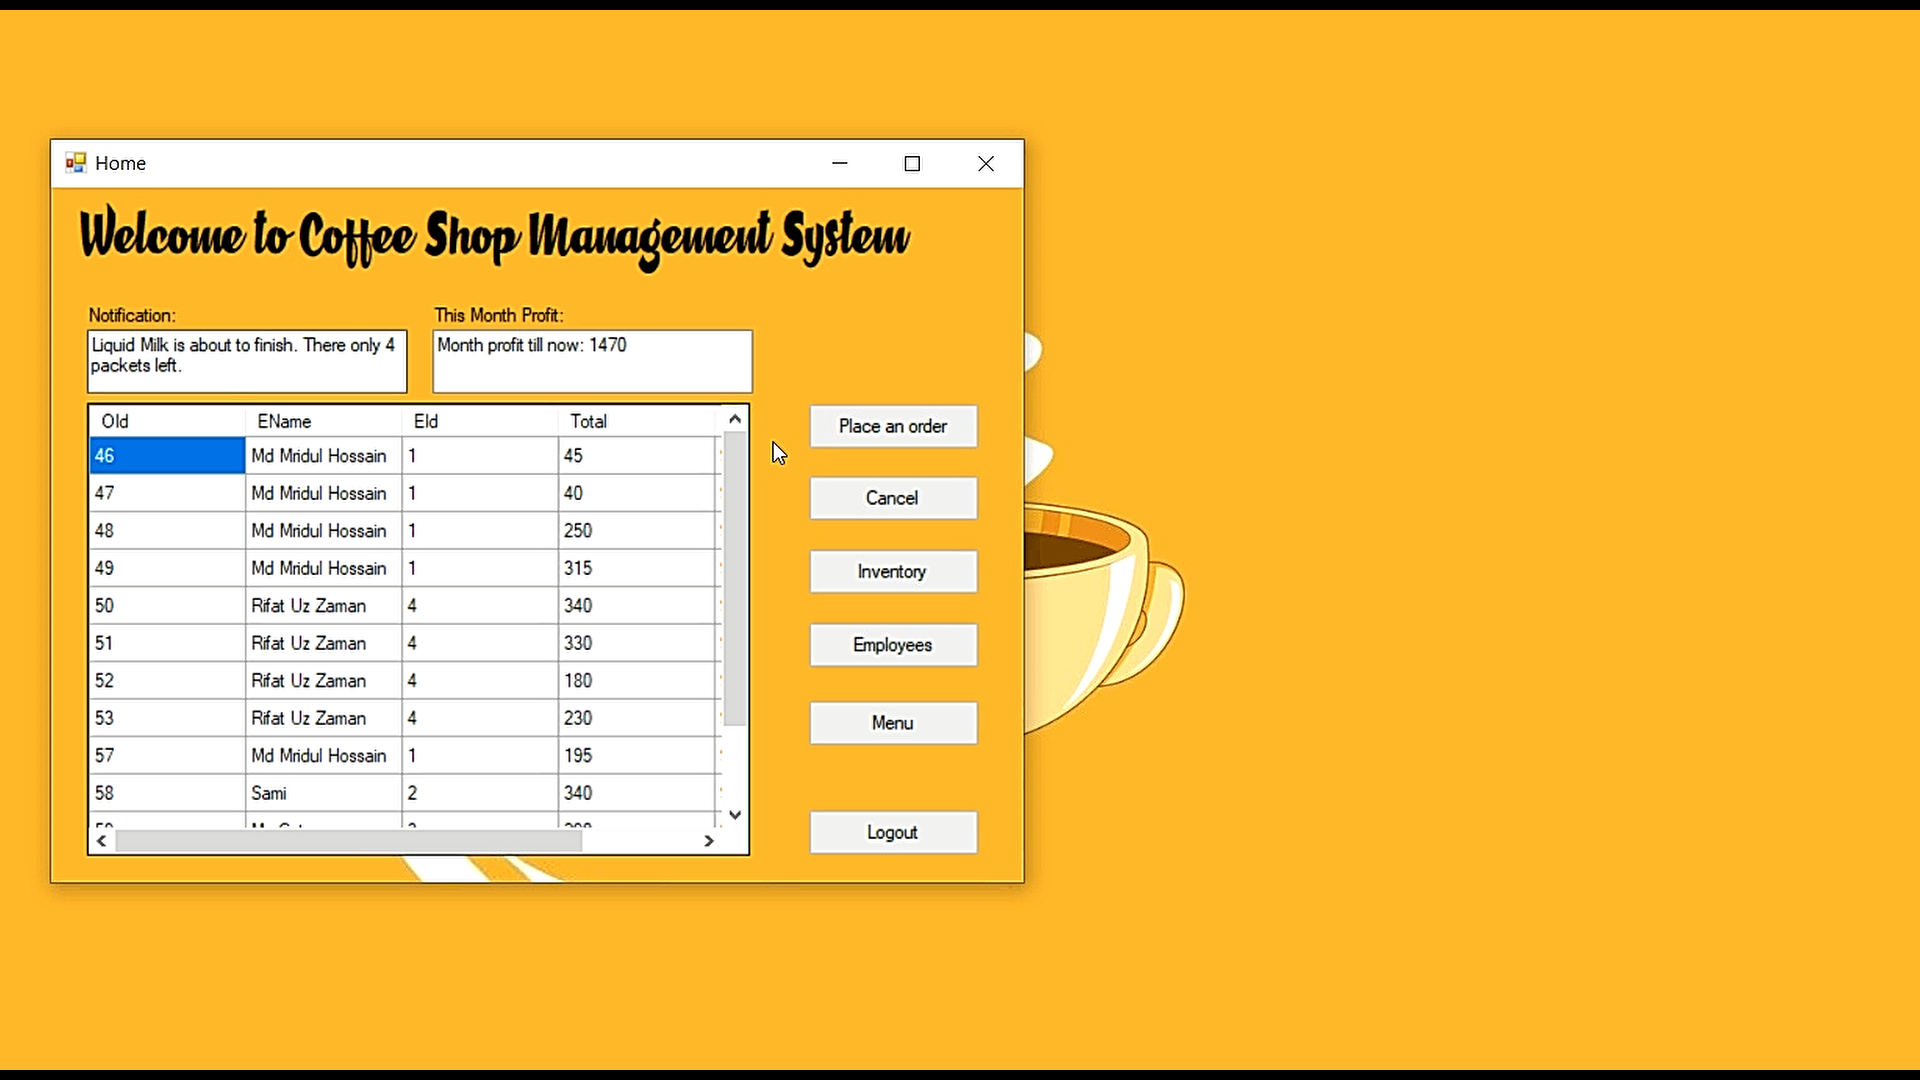 Home
Welcome to Coffee Shop Management System
Notification: This Month Profit:
Liquid Milk is about to finish. There only 4
packets left.
Month profit till now: 1470
OId EName EId Total
46 Md Mridul Hossain 1 45
47 Md Mridul Hossain 1 40
48 Md Mridul Hossain 1 250
49 Md Mridul Hossain 1 315
50 Rifat Uz Zaman 4 340
51 Rifat Uz Zaman 4 330
52 Rifat Uz Zaman 4 180
53 Rifat Uz Zaman 4 230
57 Md Mridul Hossain 1 195
58 Sami 2 340
Place an order
Cancel
Inventory
Employees
Menu
Logout